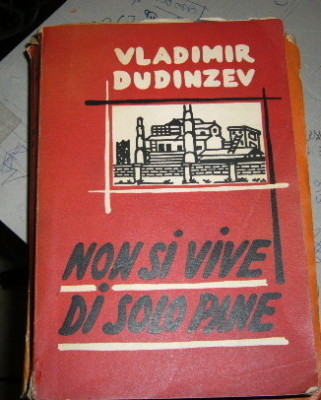 VLADIMIR
DUDINZEV
NON SI VIVE
DI SOLO PANE